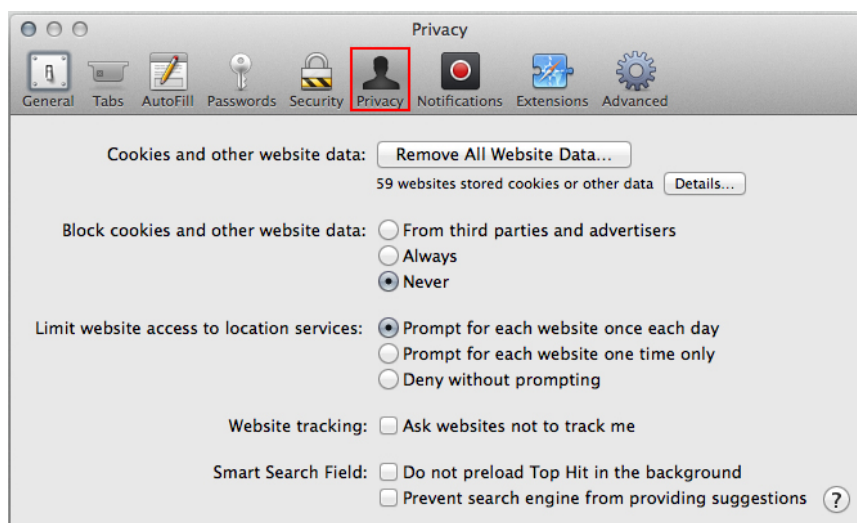 Privacy
General Tabs AutoFill Passwords Security Privacy Notifications Extensions Advanced
Cookies and other website data: Remove All Website Data...
59 websites stored cookies or other data Details...
Block cookies and other website data: From third parties and advertisers
Always
Never
Limit website access to location services: Prompt for each website once each day
Prompt for each website one time only
Deny without prompting
Website tracking: Ask websites not to track me
Smart Search Field: Do not preload Top Hit in the background
Prevent search engine from providing suggestions ?